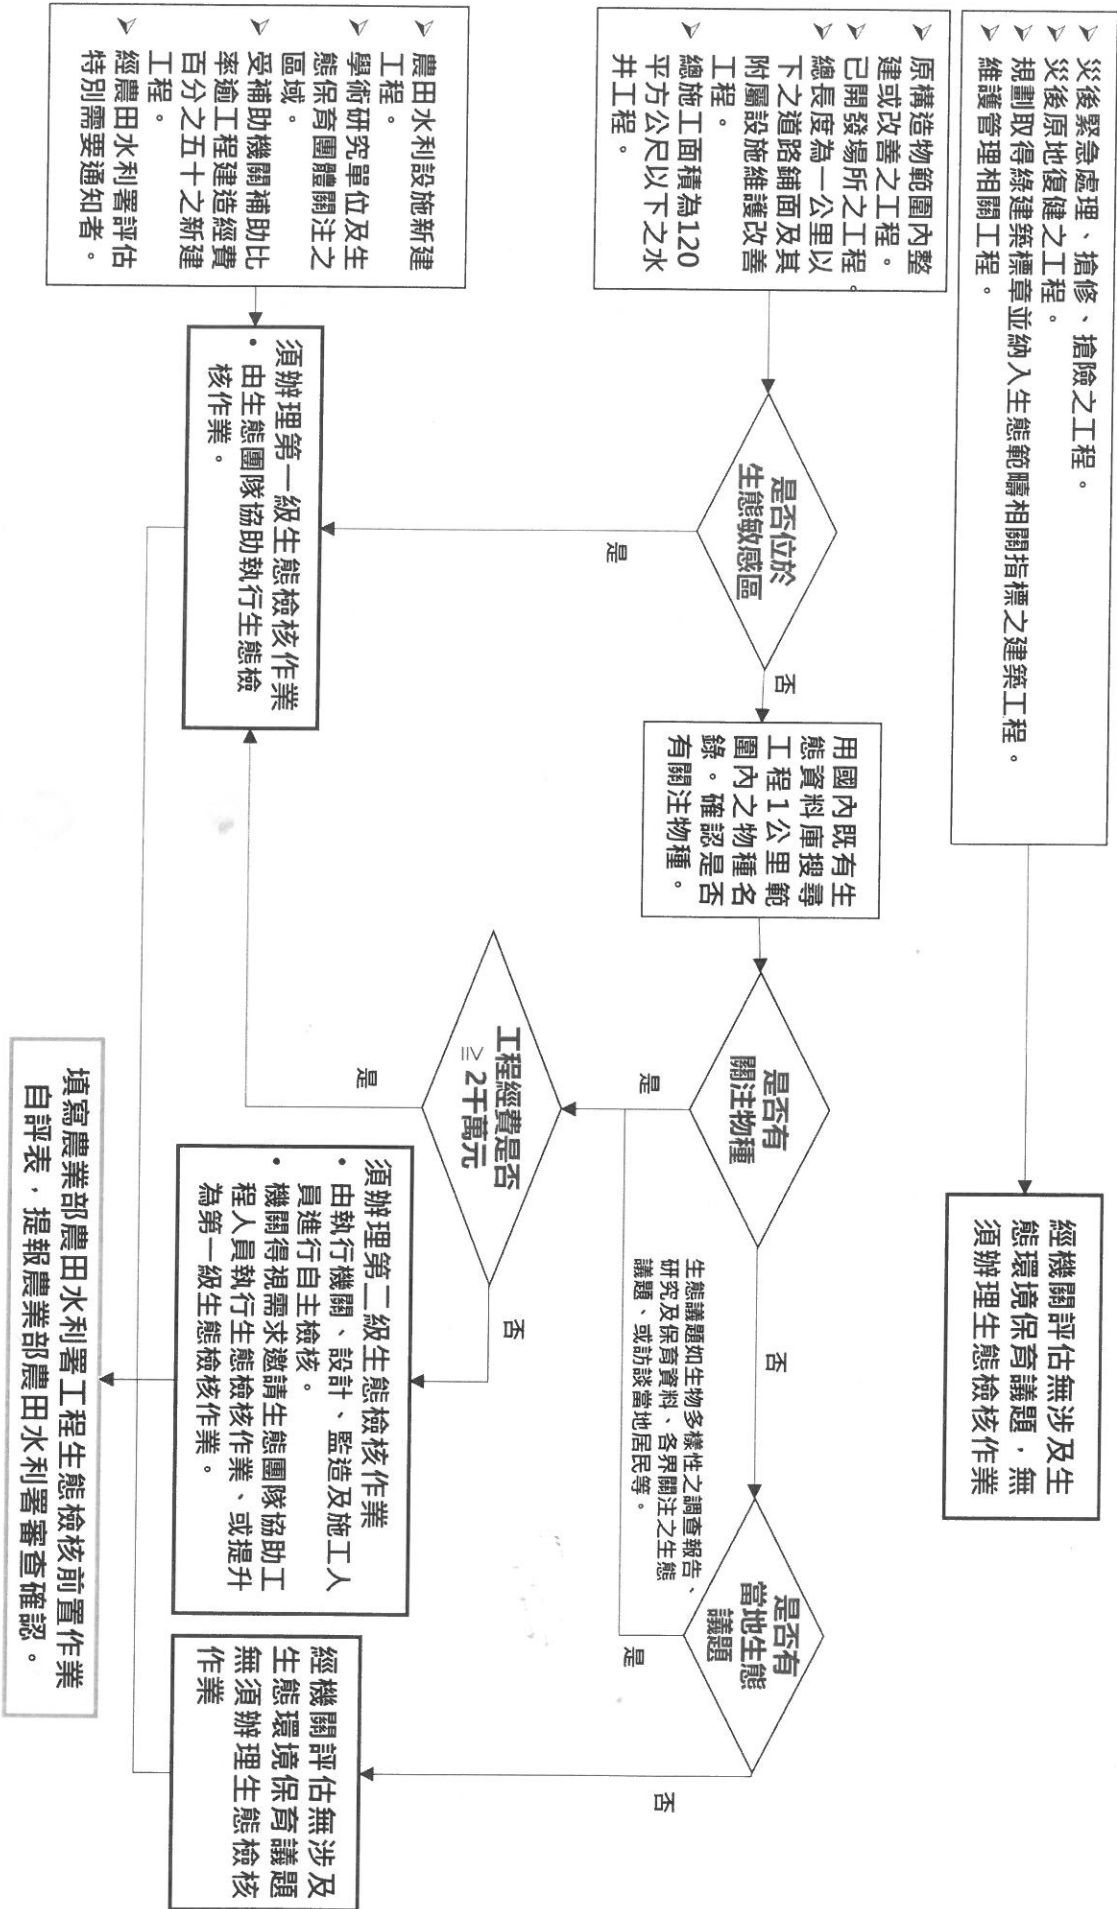 ➢ 災後緊急處理、搶修、搶險之工程。
➢ 災後原地復健之工程。
➢ 規劃取得綠建築標章並納入生態範疇相關指標之建築工程。
➢ 維護管理相關工程。
經機關評估無涉及生
態環境保育議題，無
須辦理生態檢核作業
➢ 原構造物範圍內整
建或改善之工程。
➢ 已開發場所之工程。
➢ 總長度為一公里以
下之道路鋪面及其
附屬設施維護改善
工程。
➢ 總施工面積為120
平方公尺以下之水
井工程。
是否位於
生態敏感區
是
否
用國內既有生
態資料庫搜尋
工程1公里範
圍內之物種名
錄。確認是否
有關注物種。
是否有
關注物種
是
否
生態議題如生物多樣性之調查報告、
研究及保育資料、各界關注之生態
議題、或訪談當地居民等。
是否有
當地生態
議題
是
否
工程經費是否
≧ 2千萬元
是
否
➢ 農田水利設施新建
工程。
➢ 學術研究單位及生
態保育團體關注之
區域。
➢ 受補助機關補助比
率逾工程建造經費
百分之五十之新建
工程。
➢ 經農田水利署評估
特別需要通知者。
須辦理第一級生態檢核作業
• 由生態團隊協助執行生態檢
核作業。
須辦理第二級生態檢核作業
• 由執行機關、設計、監造及施工人
員進行自主檢核。
• 機關得視需求邀請生態團隊協助工
程人員執行生態檢核作業、或提升
為第一級生態檢核作業。
經機關評估無涉及
生態環境保育議題
無須辦理生態檢核
作業
填寫農業部農田水利署工程生態檢核前置作業
自評表，提報農業部農田水利署審查確認。